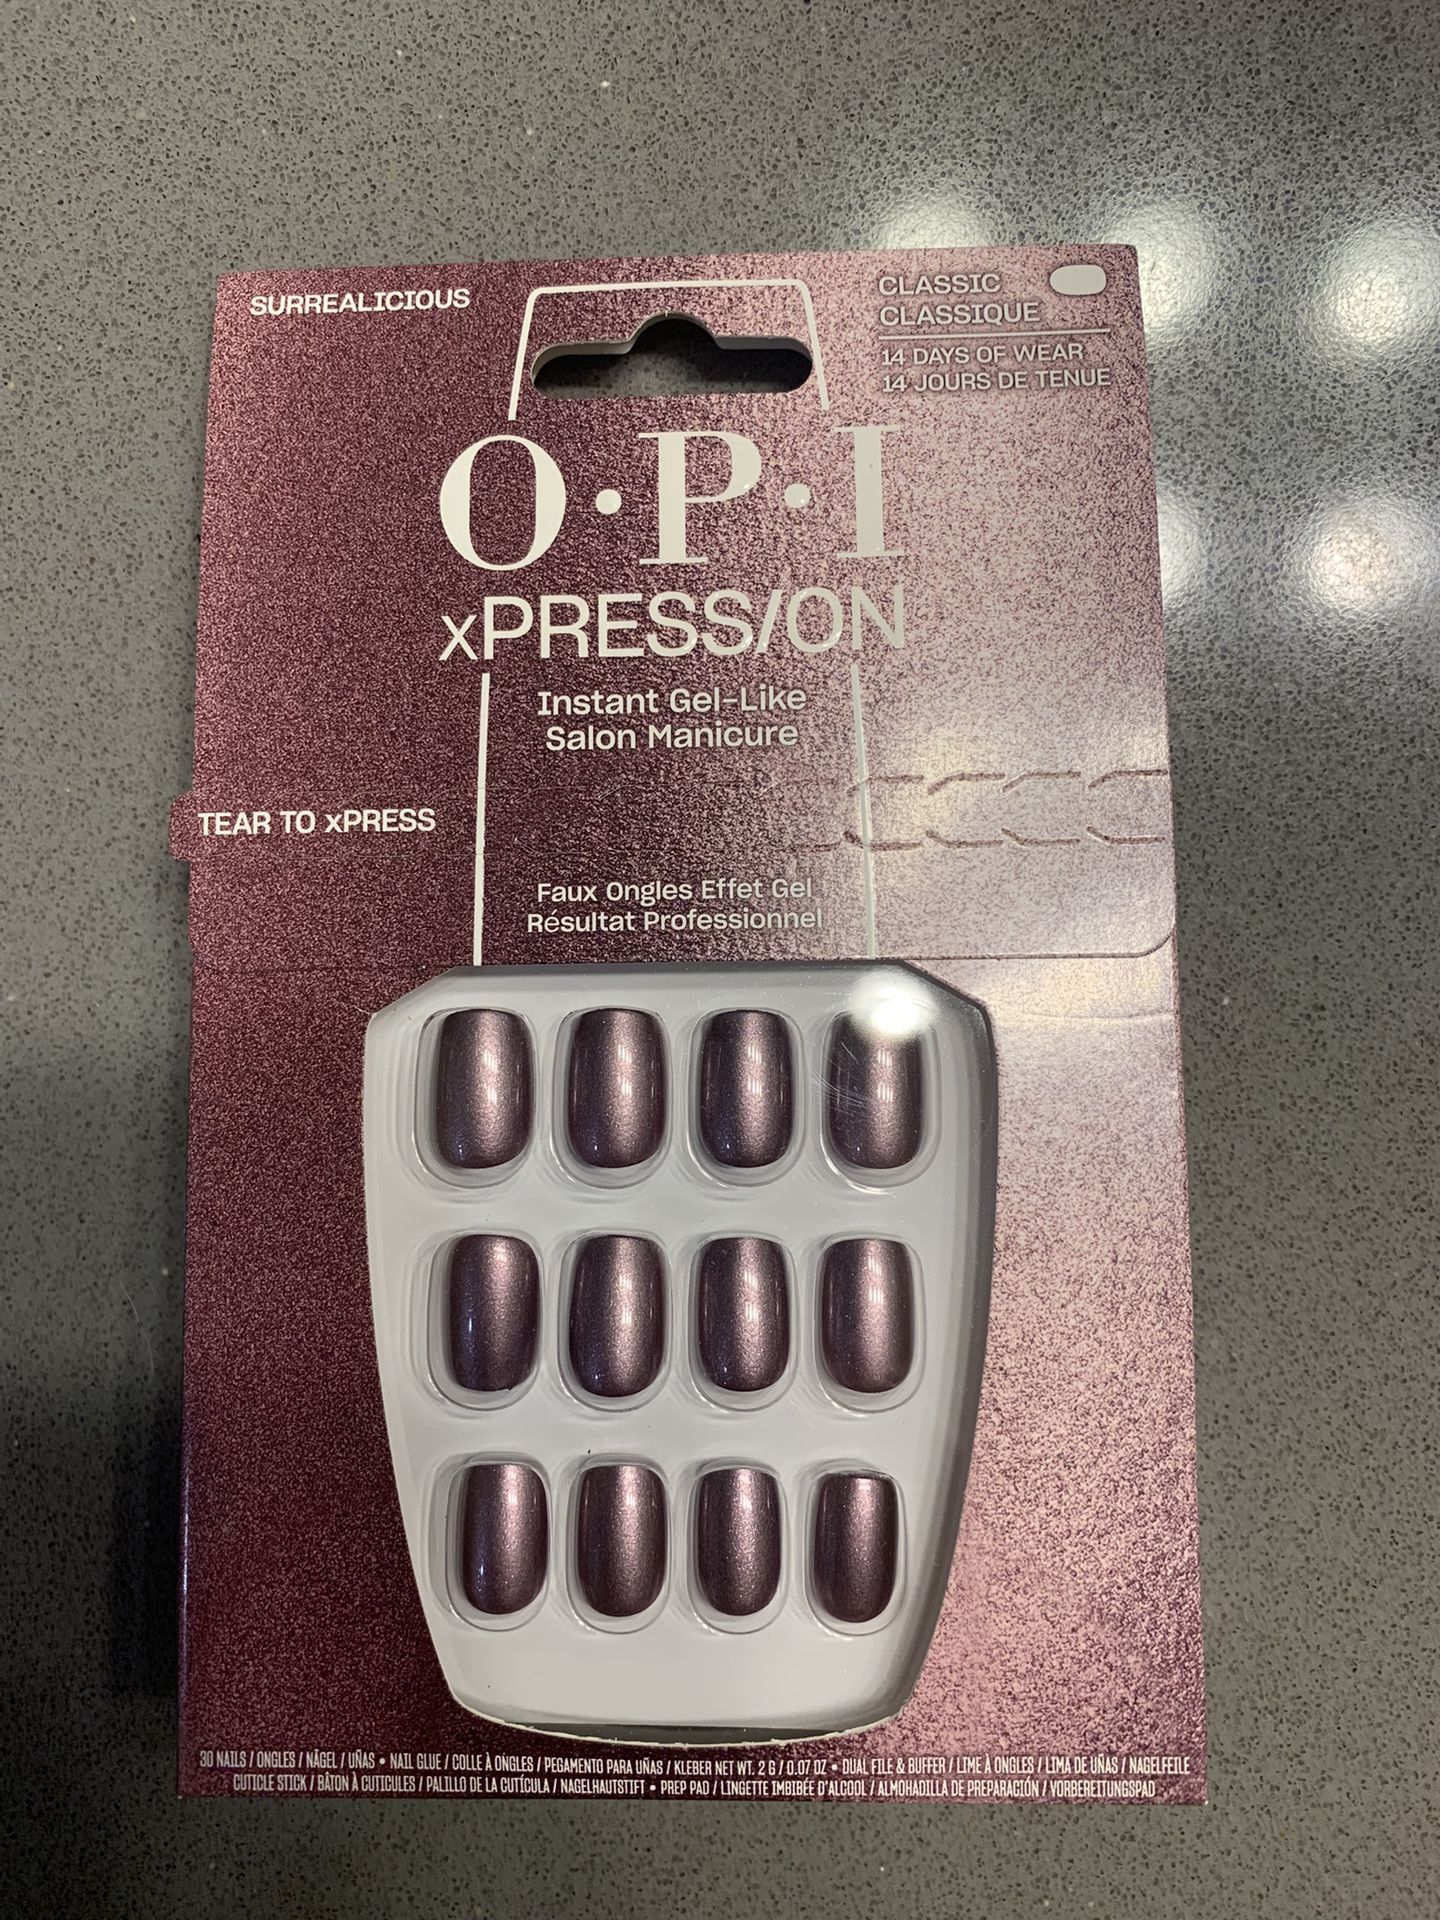 SURREALICIOUS
CLASSIC
CLASSIQUE
14 DAYS OF WEAR
14 JOURS DE TENUE
O·P·I
xPRESS/ON
Instant Gel-Like
Salon Manicure
TEAR TO xPRESS
Faux Ongles Effet Gel
Résultat Professionnel
30 NAILS / ONGLES / NÄGEL / UÑAS • NAIL GLUE / COLLE À ONGLES / PEGAMENTO PARA UÑAS / KLEBER NET WT. 2 G / 0.07 OZ • DUAL FILE & BUFFER / LIME À ONGLES / LIMA DE UÑAS / NAGELFEILE
CUTICLE STICK / BÂTON À CUTICULES / PALILLO DE LA CUTÍCULA / NAGELHAUTSTIFT • PREP PAD / LINGETTE IMBIBÉE D'ALCOOL / ALMOHADILLA DE PREPARACIÓN / VORBEREITUNGSPAD